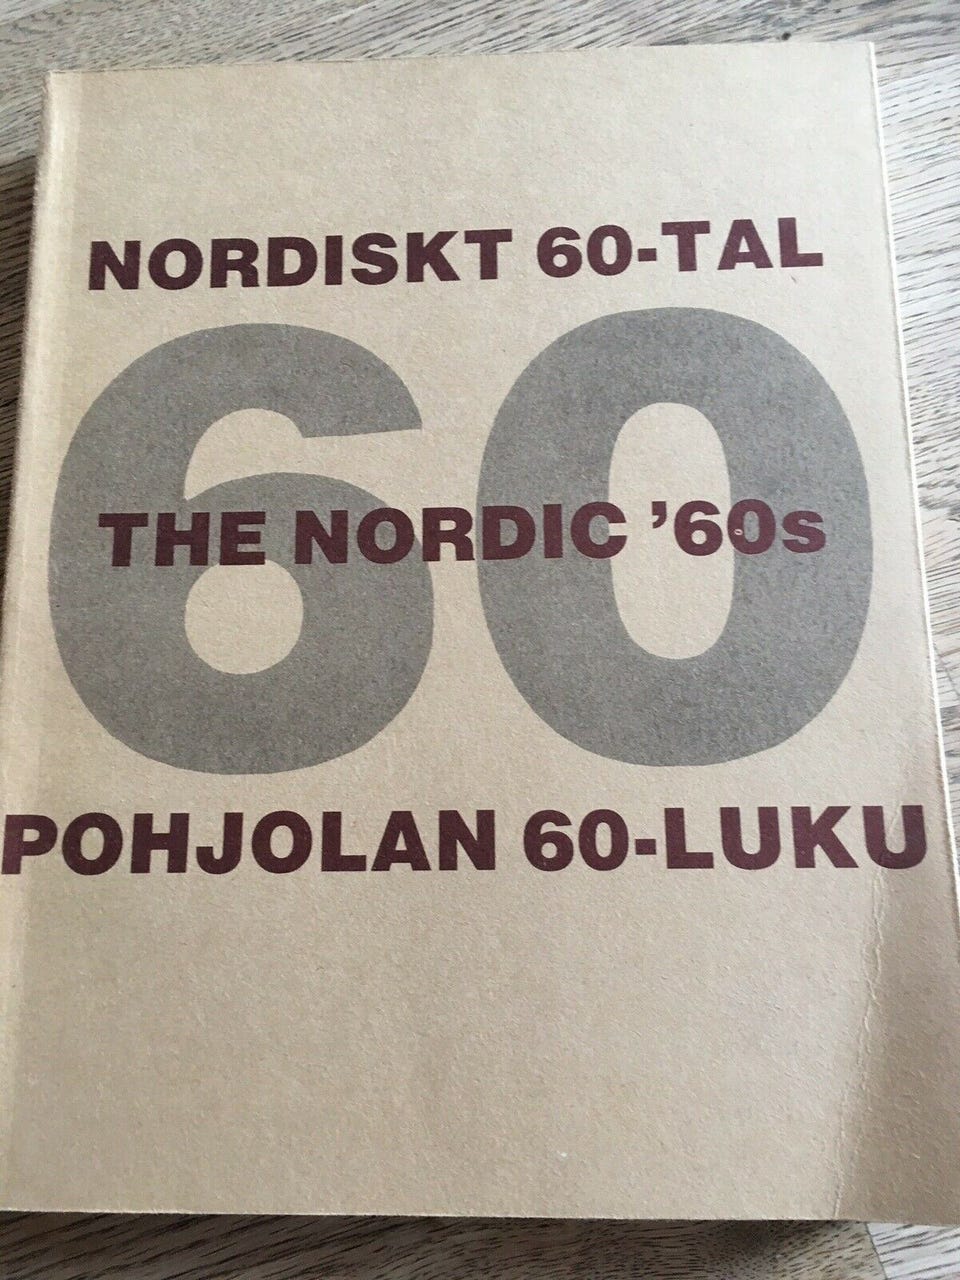 NORDISKT 60-TAL
60
THE NORDIC ’60s
POHJOLAN 60-LUKU